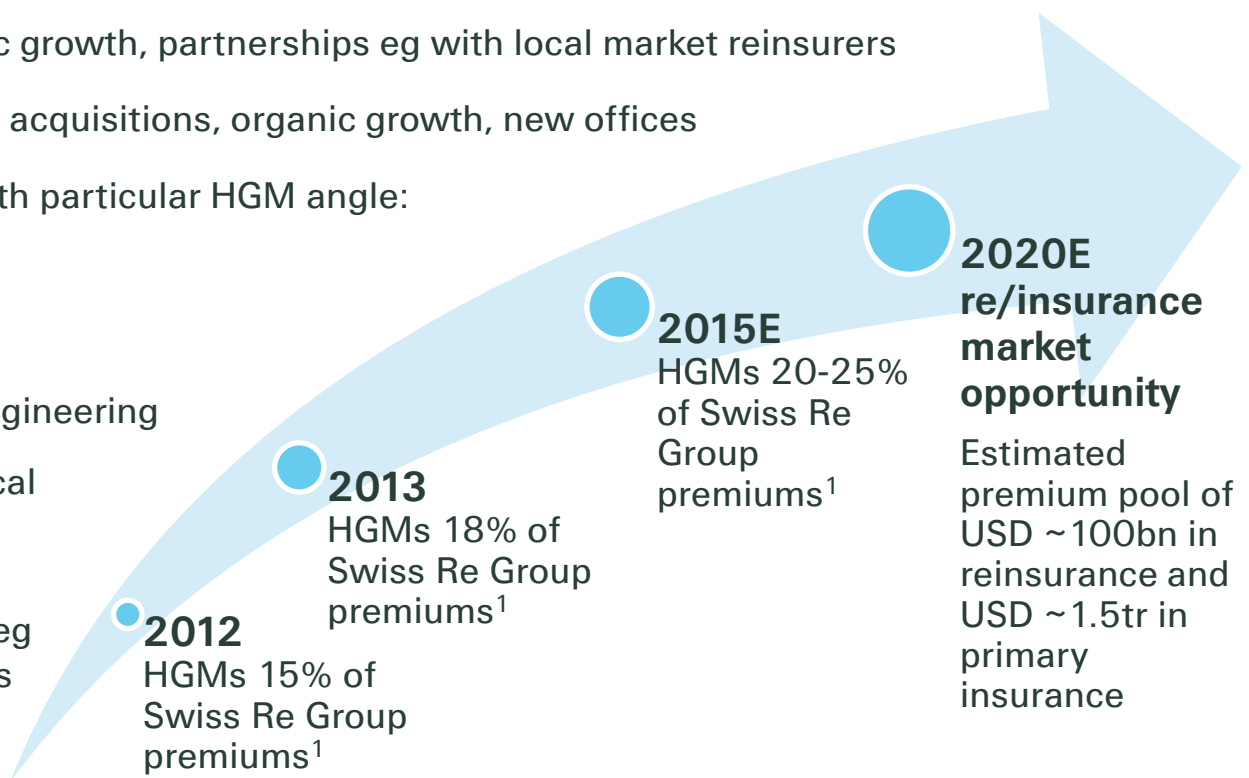 growth, partnerships eg with local market reinsurers
acquisitions, organic growth, new offices
particular HGM angle:
2020E
re/insurance
market
opportunity
Estimated
premium pool of
USD ~100bn in
reinsurance and
USD ~1.5tr in
primary
insurance
2015E
HGMs 20-25%
of Swiss Re
Group
premiums¹
2013
HGMs 18% of
Swiss Re Group
premiums¹
eg
2012
HGMs 15% of
Swiss Re Group
premiums¹